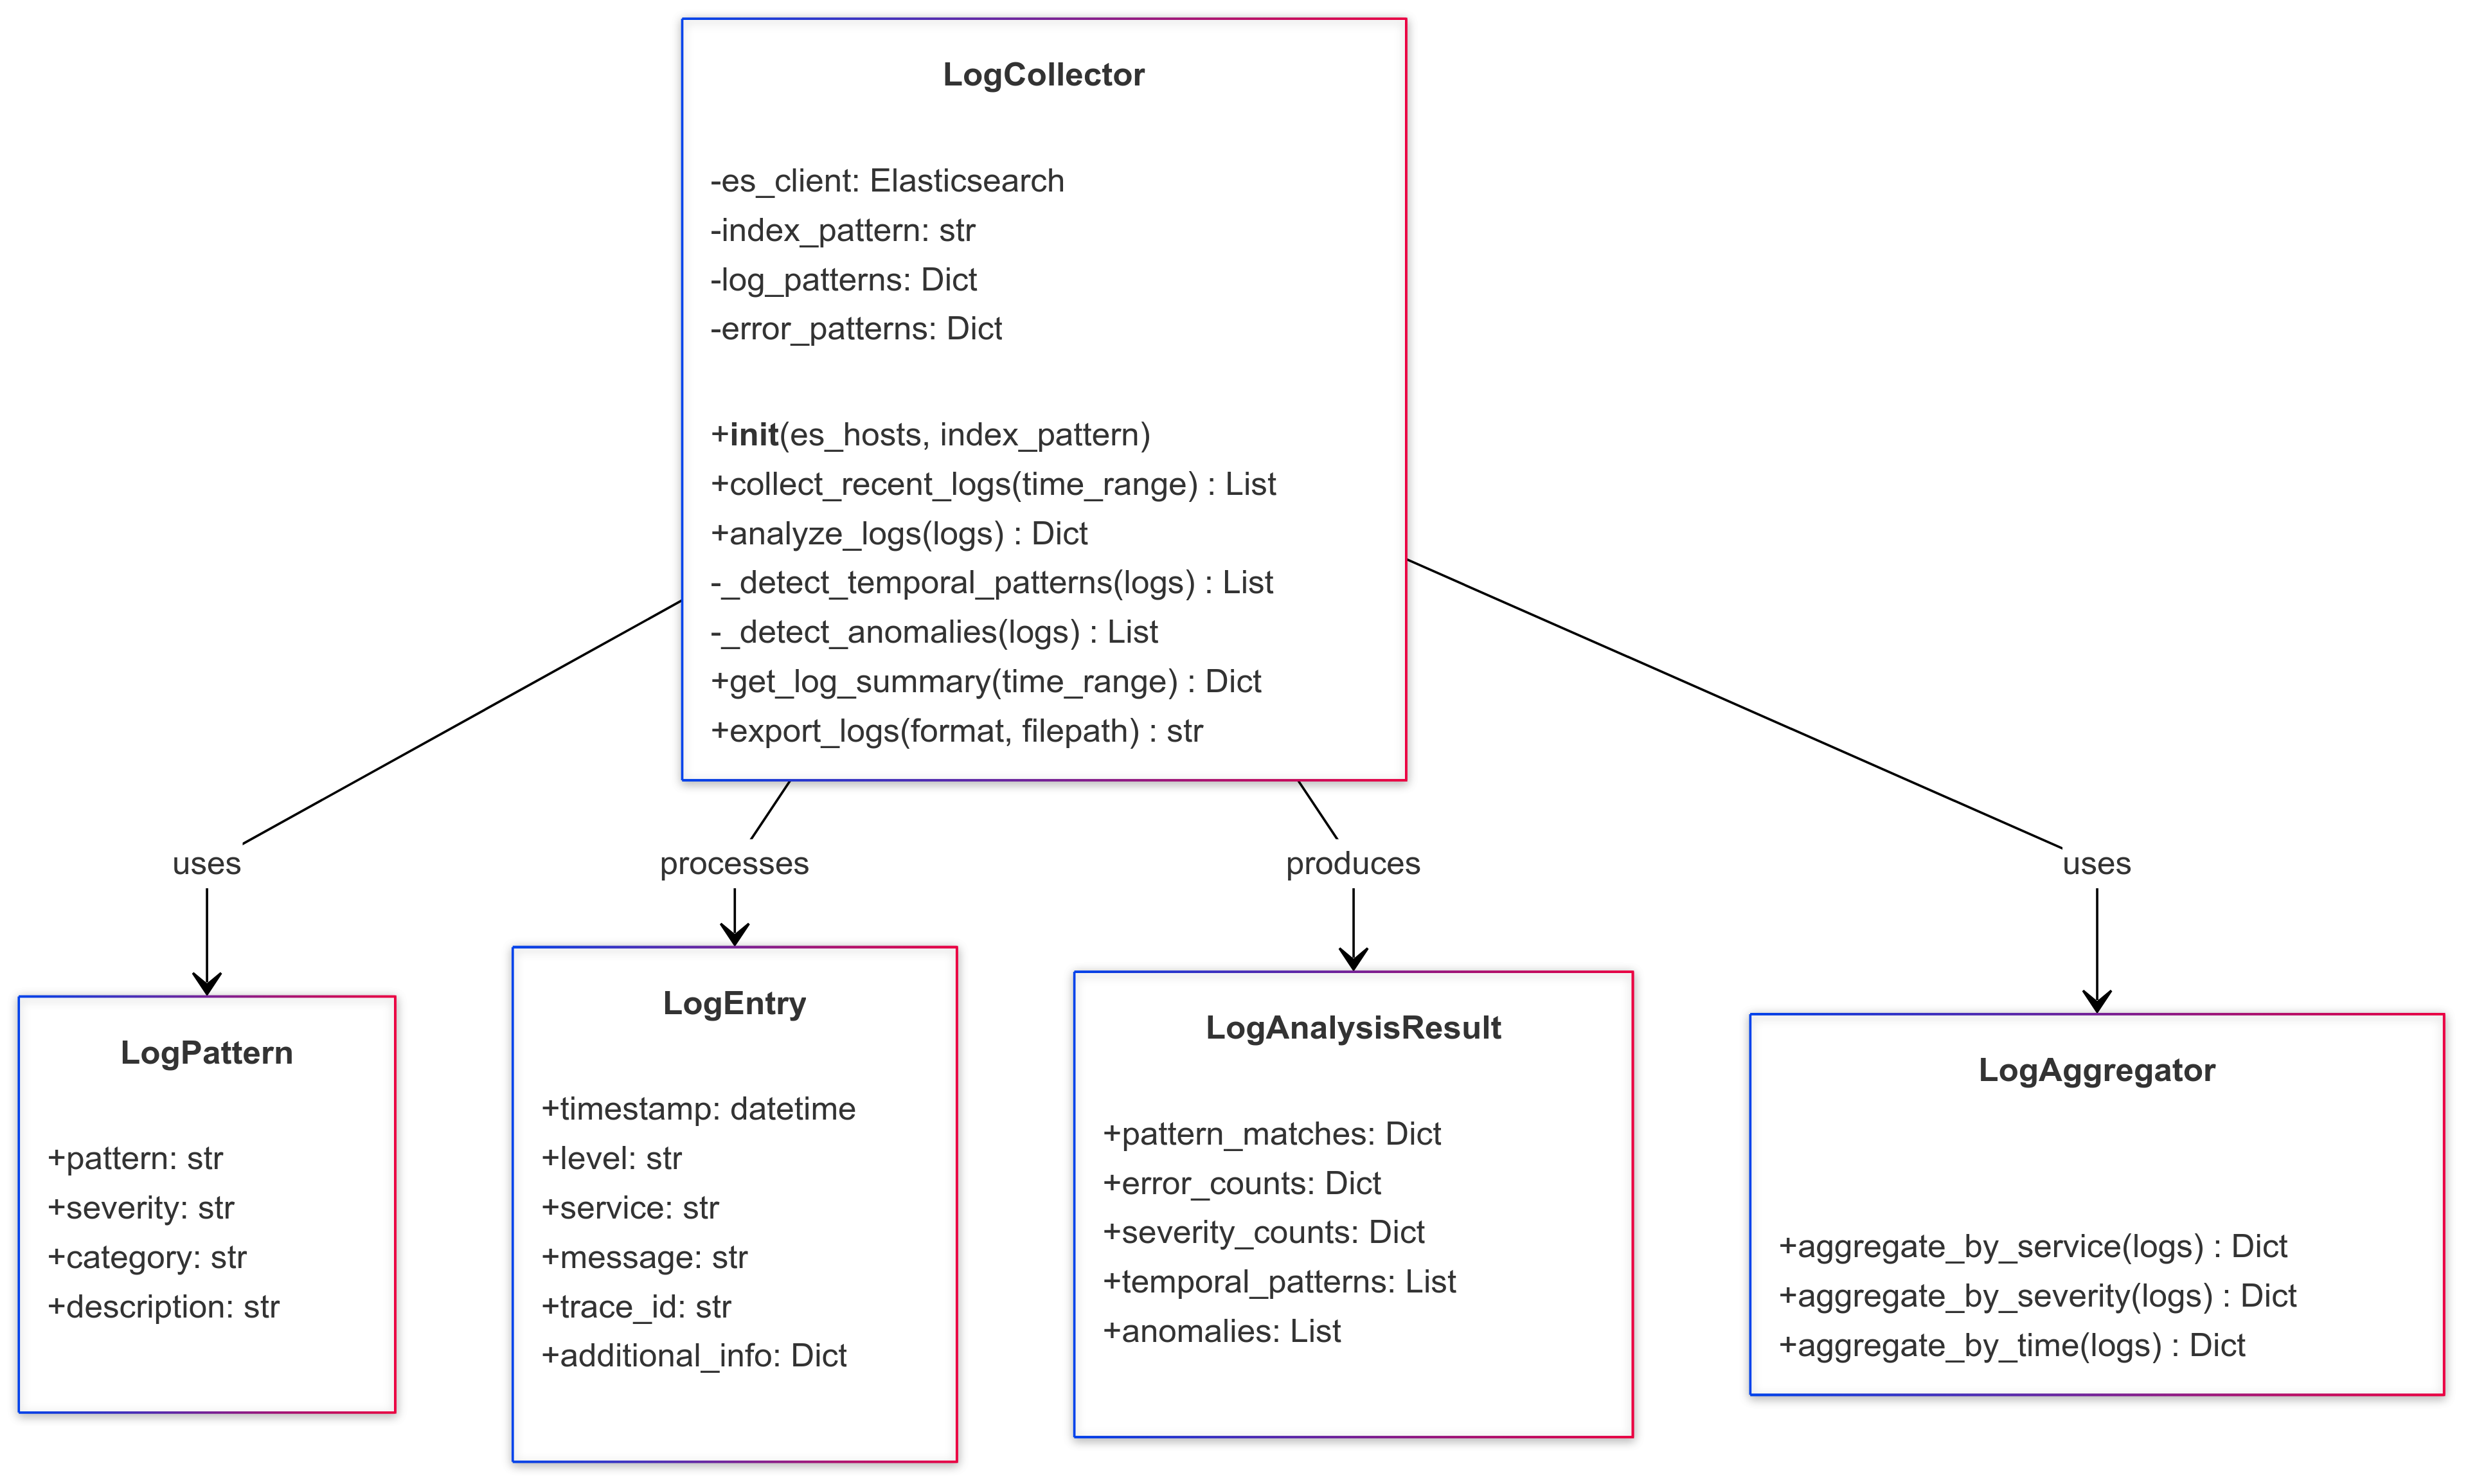 LogCollector
-es_client: Elasticsearch
-index_pattern: str
-log_patterns: Dict
-error_patterns: Dict
+init(es_hosts, index_pattern)
+collect_recent_logs(time_range) : List
+analyze_logs(logs) : Dict
-_detect_temporal_patterns(logs) : List
-_detect_anomalies(logs) : List
+get_log_summary(time_range) : Dict
+export_logs(format, filepath) : str
uses
processes
produces
uses
LogPattern
+pattern: str
+severity: str
+category: str
+description: str
LogEntry
+timestamp: datetime
+level: str
+service: str
+message: str
+trace_id: str
+additional_info: Dict
LogAnalysisResult
+pattern_matches: Dict
+error_counts: Dict
+severity_counts: Dict
+temporal_patterns: List
+anomalies: List
LogAggregator
+aggregate_by_service(logs) : Dict
+aggregate_by_severity(logs) : Dict
+aggregate_by_time(logs) : Dict